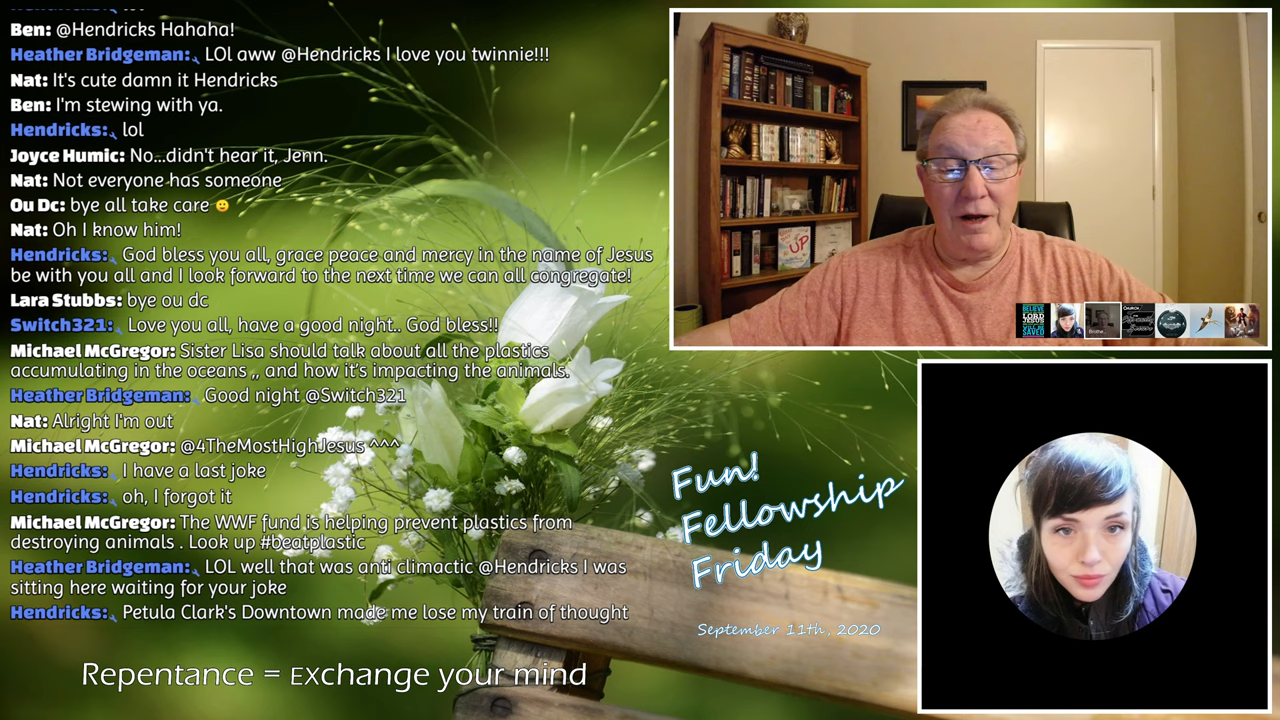 Ben: @Hendricks Hahaha!
Heather Bridgeman: LOl aww @Hendricks I love you twinnie!!!
Nat: It's cute damn it Hendricks
Ben: I'm stewing with ya.
Hendricks: lol
Joyce Humic: No...didn't hear it, Jenn.
Nat: Not everyone has someone
Ou Dc: bye all take care 🙂
Nat: Oh I know him!
Hendricks: God bless you all, grace peace and mercy in the name of Jesus
be with you all and I look forward to the next time we can all congregate!
Lara Stubbs: bye ou dc
Switch321: Love you all, have a good night.. God bless!!
Michael McGregor: Sister Lisa should talk about all the plastics
accumulating in the oceans ,, and how it's impacting the animals.
Heather Bridgeman: Good night @Switch321
Nat: Alright I'm out
Michael McGregor: @4TheMostHighJesus ^^^
Hendricks: I have a last joke
Hendricks: oh, I forgot it
Michael McGregor: The WWF fund is helping prevent plastics from
destroying animals . Look up #beatplastic
Heather Bridgeman: LOL well that was anti climactic @Hendricks I was
sitting here waiting for your joke
Hendricks: Petula Clark's Downtown made me lose my train of thought
Repentance = EXchange your mind
UP
BELIEVE
LORD
JESUS
SAVED
CHURCH
Brothe...
Fun!
Fellowship
Friday
September 11th, 2020